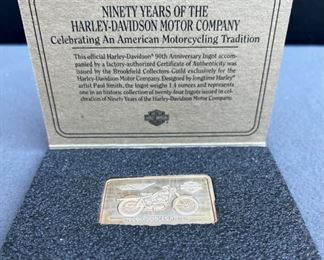 NINETY YEARS OF THE
HARLEY-DAVIDSON MOTOR COMPANY
Celebrating An American Motorcycling Tradition
This official Harley-Davidson® 90th Anniversary Ingot accom-
panied by a factory-authorized Certificate of Authenticity was
issued by the Brookfield Collectors Guild exclusively for the
Harley-Davidson Motor Company. Designed by longtime Harley®
artist Paul Smith, the ingot weighs 1.4 ounces and represents
one in an historic collection of twenty-four Ingots issued in cel-
ebration of Ninety Years of the Harley-Davidson Motor Company.